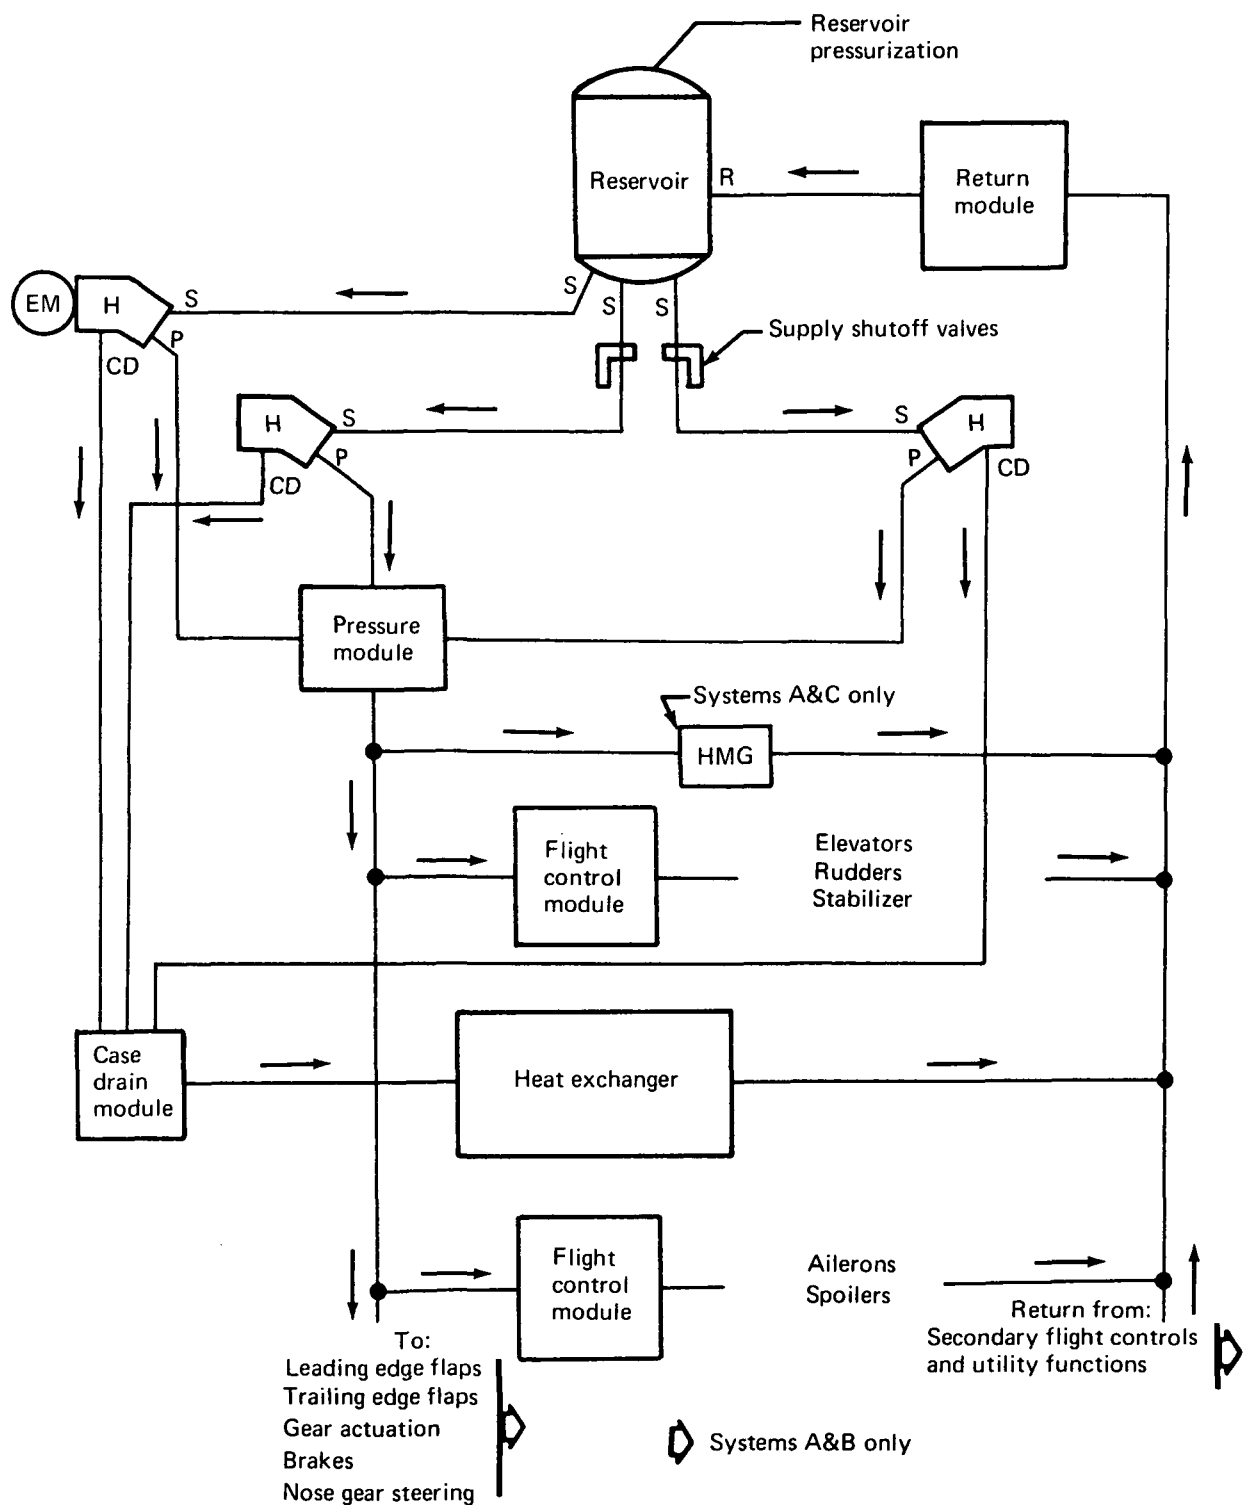 Reservoir
pressurization
Reservoir
R
Return
module
S
S
S
EM
H
S
P
CD
Supply shutoff valves
H
S
P
CD
S
H
P
CD
Pressure
module
Systems A&C only
HMG
Flight
control
module
Elevators
Rudders
Stabilizer
Case
drain
module
Heat exchanger
Flight
control
module
Ailerons
Spoilers
Return from:
Secondary flight controls
and utility functions
To:
Leading edge flaps
Trailing edge flaps
Gear actuation
Brakes
Nose gear steering
Systems A&B only